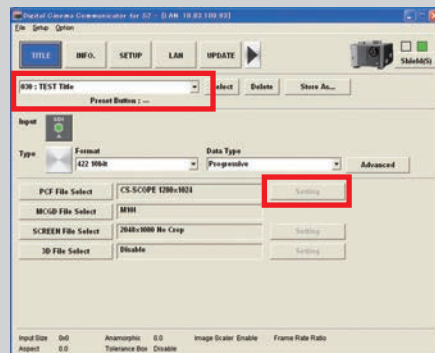 Digital Cinema Communicator for S2 - [LAN 10.82.100.93]
File Setup Option
TITLE INFO. SETUP LAN UPDATE Shield(s)
030 : TEST Title Select Delete Store As...
Preset Button : ---
Input
Type Format Data Type
422 10bit Progressive Advanced
PCF File Select CS-SCOPE 1280x1024 Setting
MCGD File Select
SCREEN File Select 2048x1080 No Crop Setting
3D File Select Disable Setting
Input Size 0x0 Anamorphic 0.0 Image Scaler Enable Frame Rate Ratio
Aspect 0.0 Tolerance Box Disable